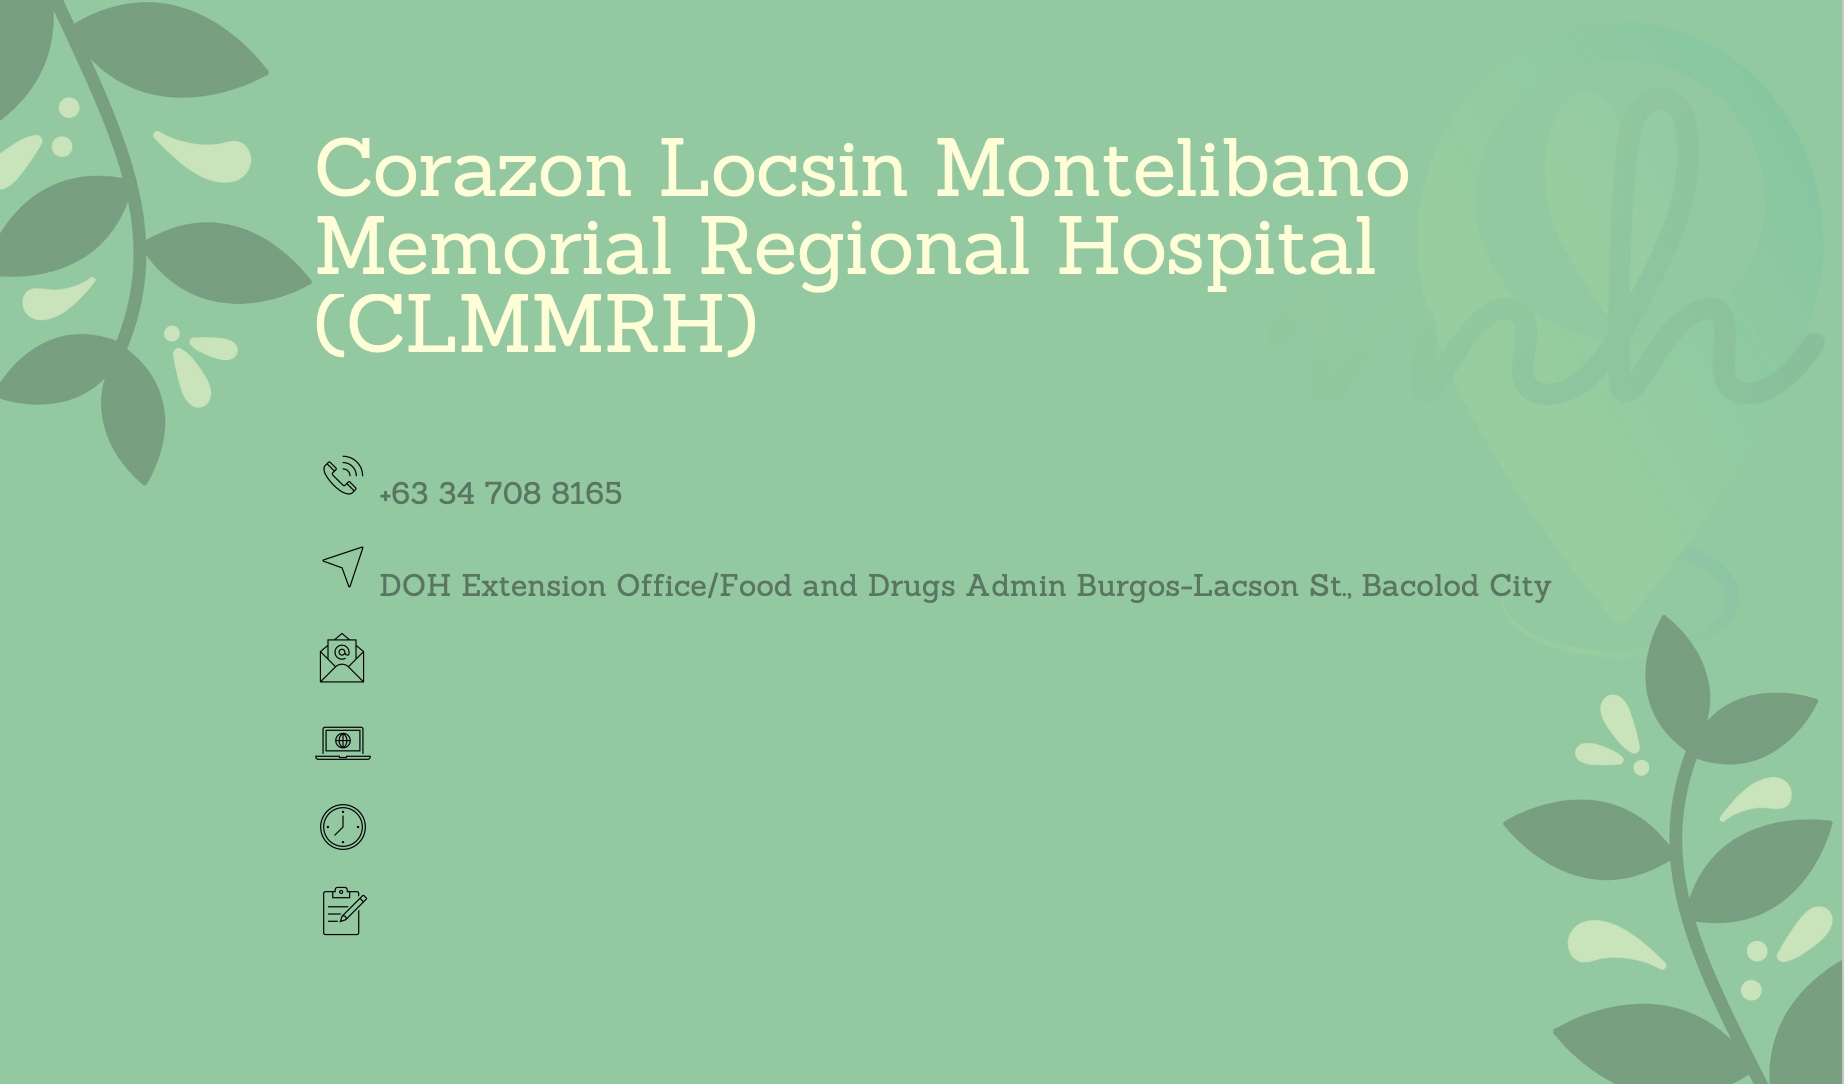 Corazon Locsin Montelibano
Memorial Regional Hospital
(CLMMRH)
+63 34 708 8165
DOH Extension Office/Food and Drugs Admin Burgos-Lacson St., Bacolod City
@